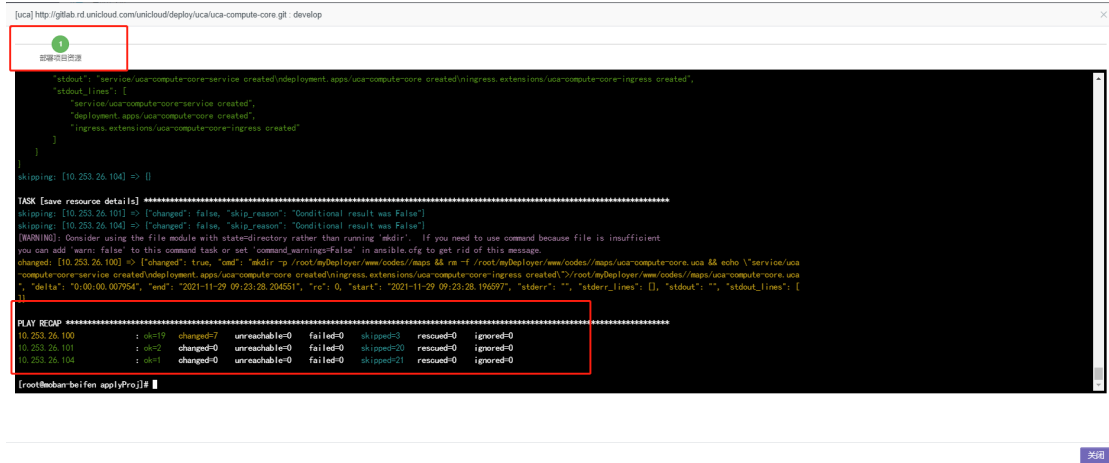 [uca] http://gitlab.rd.unicloud.com/unicloud/deploy/uca/uca-compute-core.git : develop
×
1
部署项目资源
"stdout": "service/uca-compute-core-service created\ndeployment.apps/uca-compute-core created\ningress.extensions/uca-compute-core-ingress created",
"stdout_lines": [
"service/uca-compute-core-service created",
"deployment.apps/uca-compute-core created",
"ingress.extensions/uca-compute-core-ingress created"
]
}
]
skipping: [10.253.26.104] => {}
TASK [save resource details] ************************************************************************************************
skipping: [10.253.26.101] => {"changed": false, "skip_reason": "Conditional result was False"}
skipping: [10.253.26.104] => {"changed": false, "skip_reason": "Conditional result was False"}
[WARNING]: Consider using the file module with state=directory rather than running 'mkdir'.  If you need to use command because file is insufficient
you can add 'warn: false' to this command task or set 'command_warnings=False' in ansible.cfg to get rid of this message.
changed: [10.253.26.100] => {"changed": true, "cmd": "mkdir -p /root/myDeployer/www/codes//maps && rm -f /root/myDeployer/www/codes//maps/uca-compute-core.uca && echo \"service/uca
-compute-core-service created\ndeployment.apps/uca-compute-core created\ningress.extensions/uca-compute-core-ingress created\">/root/myDeployer/www/codes//maps/uca-compute-core.uca
", "delta": "0:00:00.007954", "end": "2021-11-29 09:23:28.204551", "rc": 0, "start": "2021-11-29 09:23:28.196597", "stderr": "", "stderr_lines": [], "stdout": "", "stdout_lines": [
]}
PLAY RECAP ******************************************************************************************************************
10.253.26.100 : ok=19 changed=7 unreachable=0 failed=0 skipped=3 rescued=0 ignored=0
10.253.26.101 : ok=2 changed=0 unreachable=0 failed=0 skipped=20 rescued=0 ignored=0
10.253.26.104 : ok=1 changed=0 unreachable=0 failed=0 skipped=21 rescued=0 ignored=0
[root@moban-beifen applyProj]#
关闭